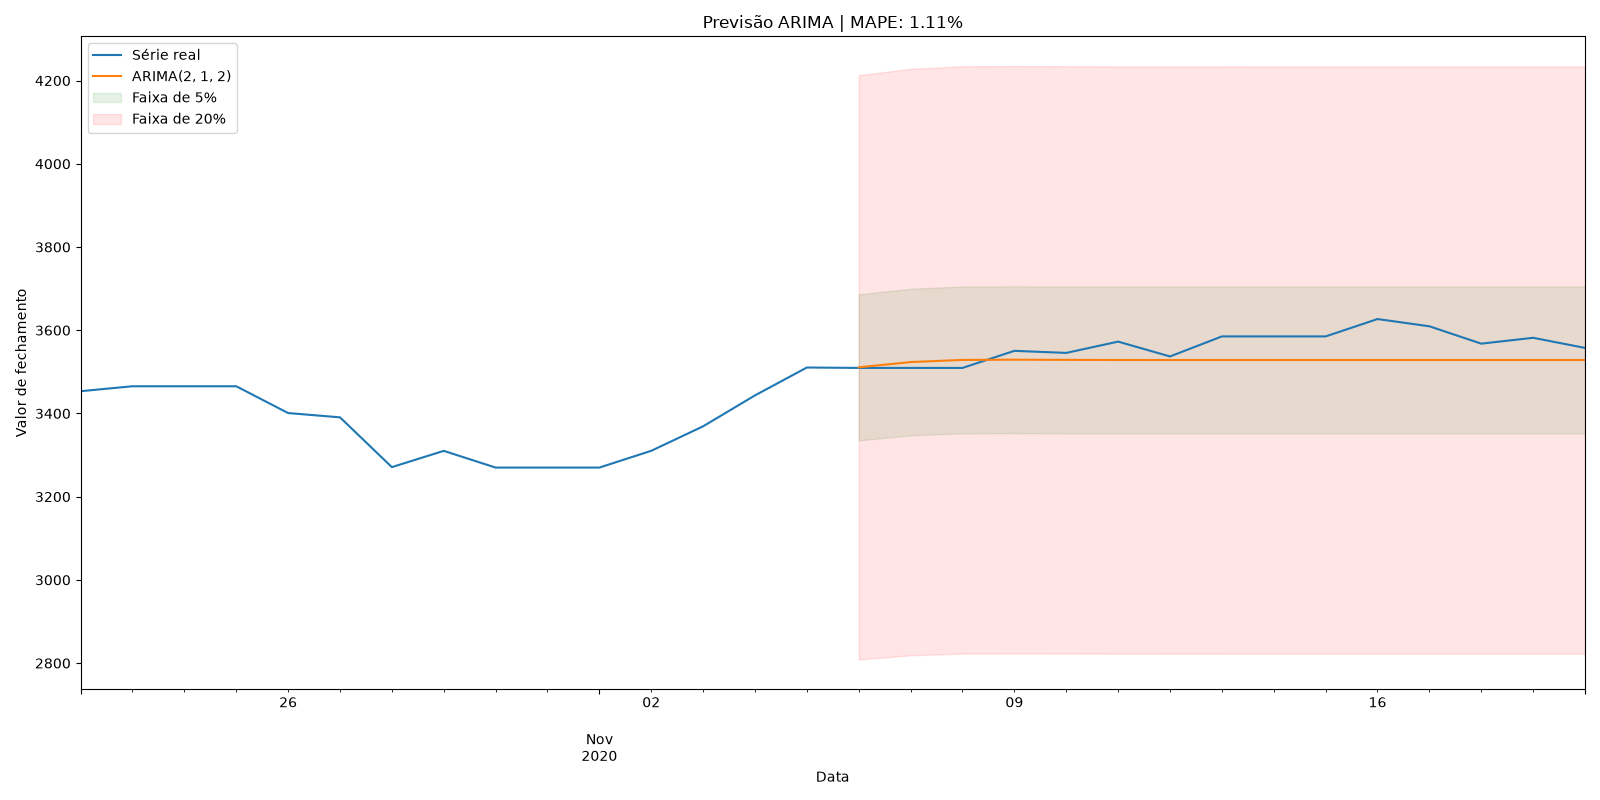 Previsão ARIMA | MAPE: 1.11%
Série real
ARIMA(2, 1, 2)
Faixa de 5%
Faixa de 20%
Valor de fechamento
4200
4000
3800
3600
3400
3200
3000
2800
26
02
09
16
Nov
2020
Data